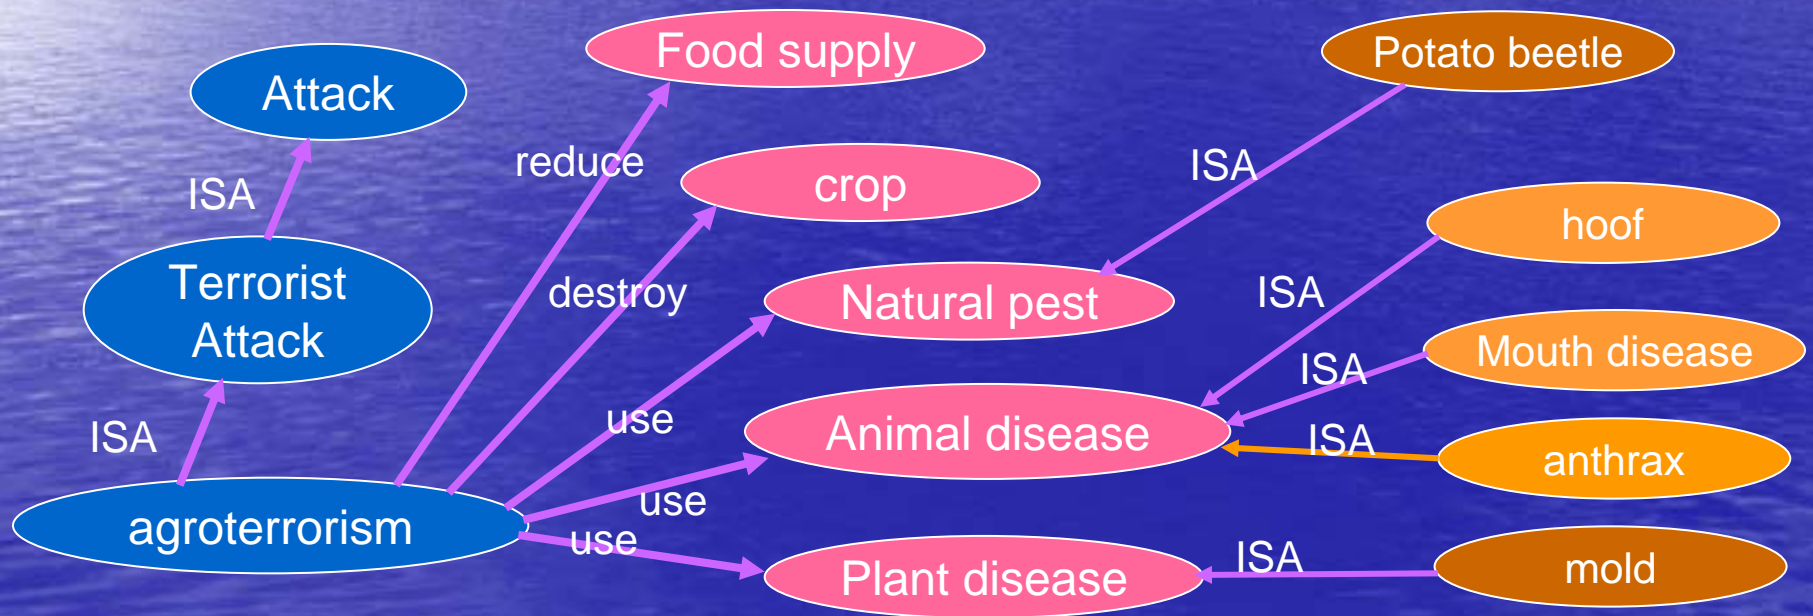 Food supply
Potato beetle
Attack
reduce
ISA
crop
ISA
hoof
Terrorist
Attack
destroy
Natural pest
ISA
Mouth disease
ISA
use
Animal disease
ISA
ISA
anthrax
use
agroterrorism
use
Plant disease
ISA
mold